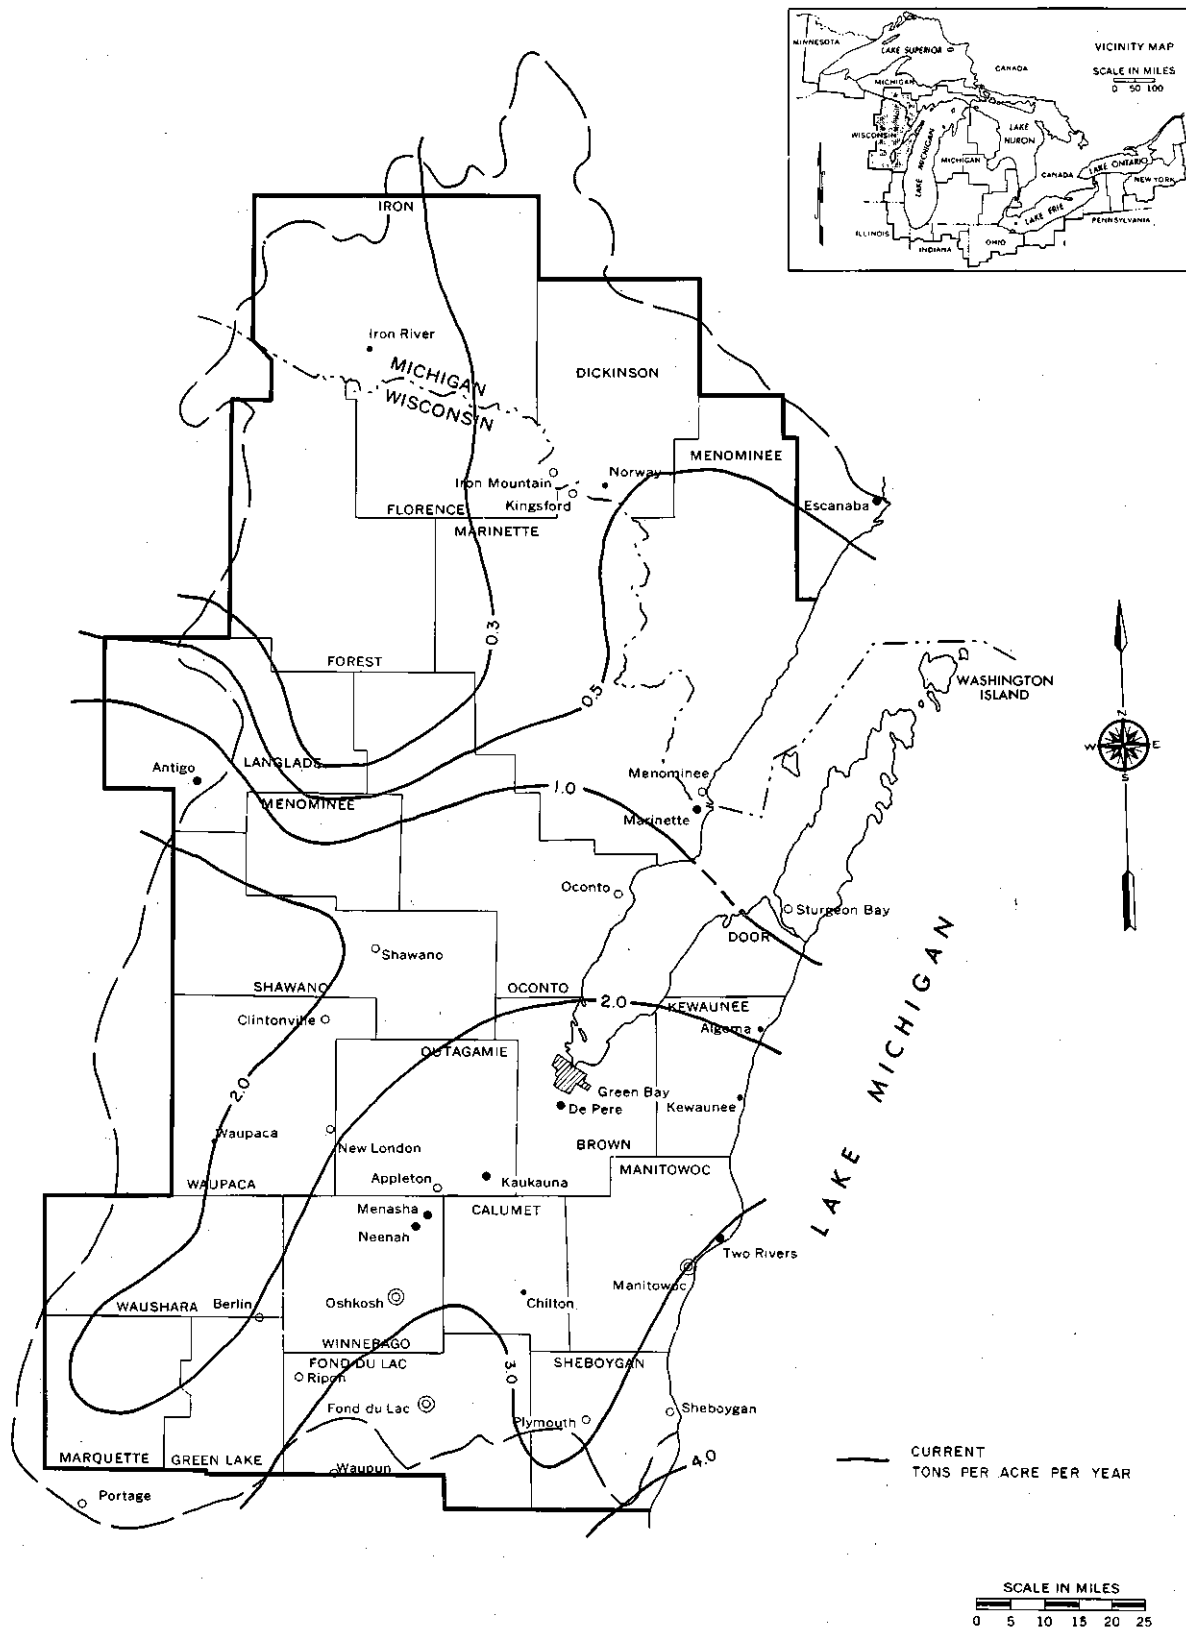 VICINITY MAP
SCALE IN MILES
0 50 100
MINNESOTA
LAKE SUPERIOR
CANADA
MICHIGAN
WISCONSIN
LAKE MICHIGAN
MICHIGAN
LAKE
HURON
CANADA
LAKE ONTARIO
NEW YORK
LAKE ERIE
PENNSYLVANIA
ILLINOIS
INDIANA
OHIO
IRON
Iron River
MICHIGAN
WISCONSIN
DICKINSON
MENOMINEE
Norway
Iron Mountain
Kingsford
Escanaba
FLORENCE
MARINETTE
0.3
FOREST
0.5
WASHINGTON
ISLAND
N
W E
S
LANGLADE
Antigo
MENOMINEE
1.0
Menominee
Marinette
Oconto
Sturgeon Bay
DOOR
Shawano
SHAWANO
OCONTO
2.0
KEWAUNEE
Clintonville
Algoma
OUTAGAMIE
2.0
Green Bay
De Pere
Kewaunee
Waupaca
New London
BROWN
MANITOWOC
WAUPACA
Appleton
Kaukauna
Menasha
CALUMET
Neenah
Two Rivers
LAKE MICHIGAN
Manitowoc
WAUSHARA
Berlin
Oshkosh
Chilton
WINNEBAGO
FOND DU LAC
SHEBOYGAN
Ripon
3.0
Fond du Lac
Plymouth
Sheboygan
MARQUETTE
GREEN LAKE
Waupun
4.0
Portage
CURRENT
TONS PER ACRE PER YEAR
SCALE IN MILES
0 5 10 15 20 25